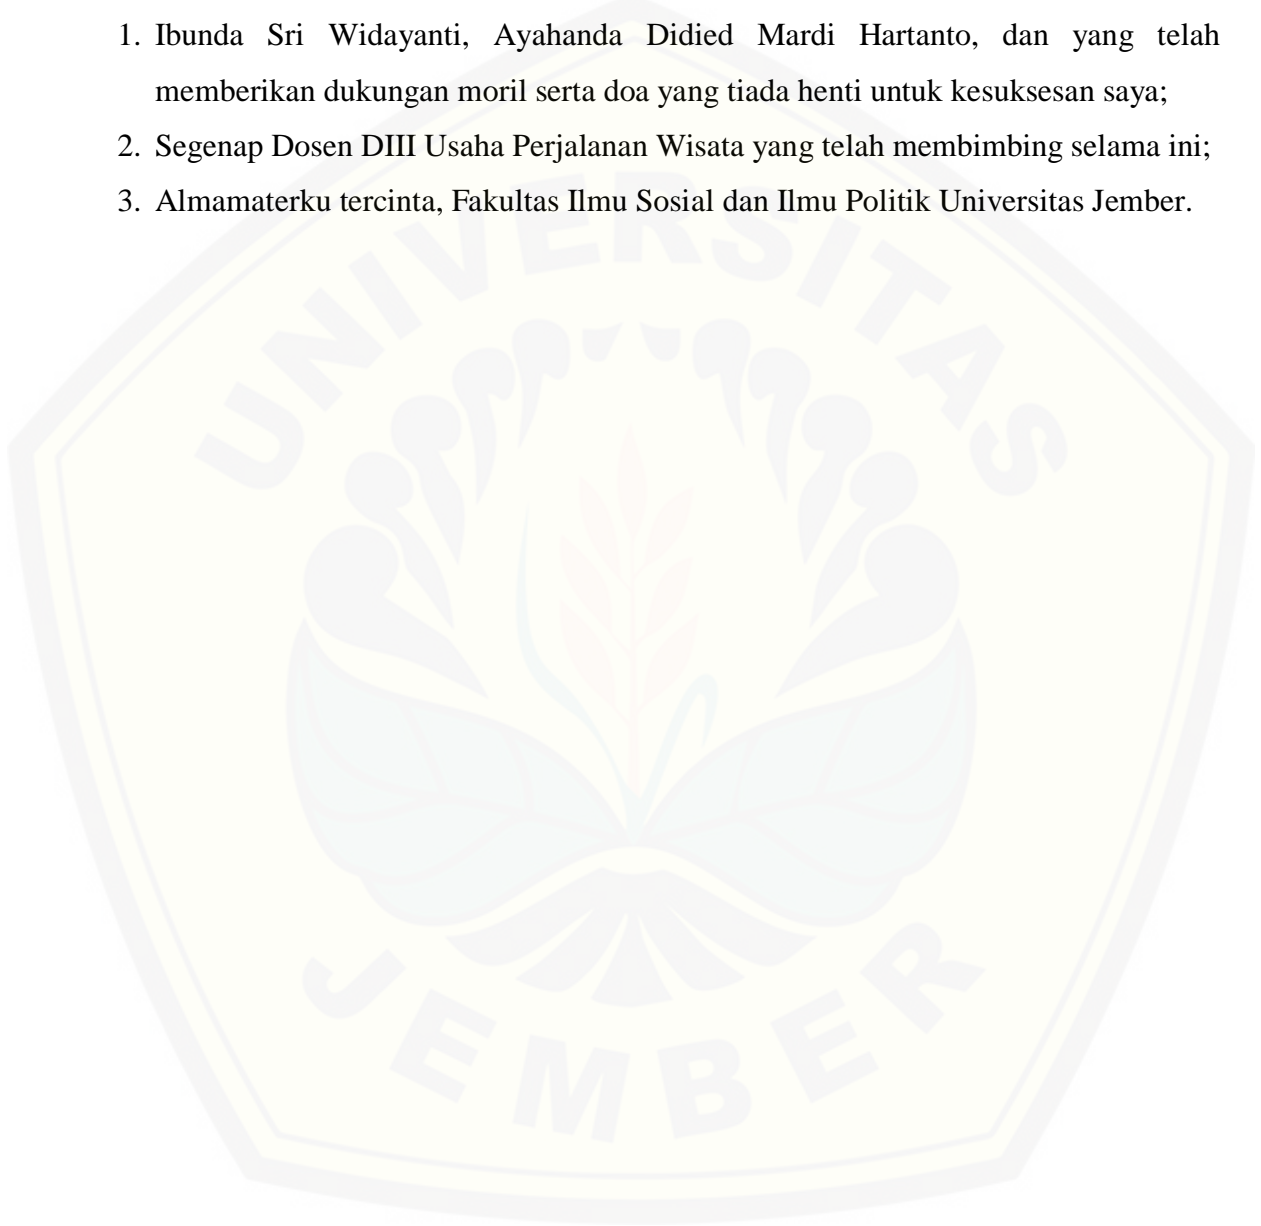 1. Ibunda Sri Widayanti, Ayahanda Didied Mardi Hartanto, dan yang telah
memberikan dukungan moril serta doa yang tiada henti untuk kesuksesan saya;
2. Segenap Dosen DIII Usaha Perjalanan Wisata yang telah membimbing selama ini;
3. Almamaterku tercinta, Fakultas Ilmu Sosial dan Ilmu Politik Universitas Jember.
UNIVERSITAS
JEMBER